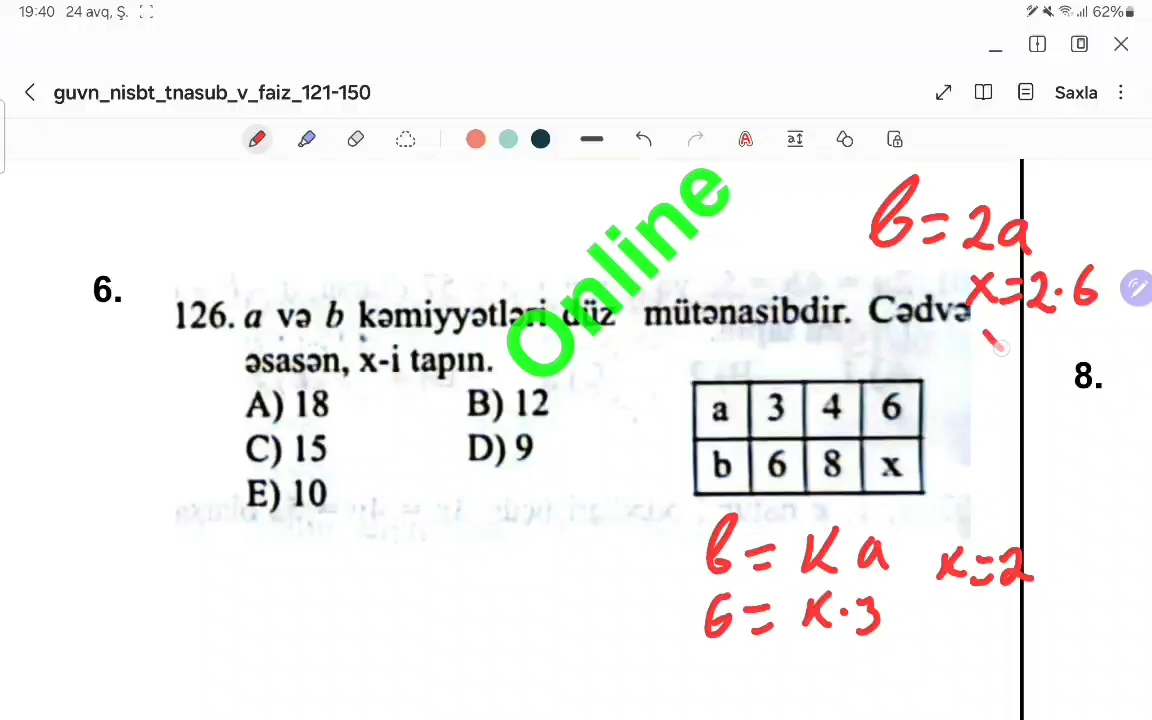 19:40 24 avq, Ş. 62%
guvn_nisbt_tnasub_v_faiz_121-150 Saxla
Online
b = 2a
x = 2·6
x
6.
126. a və b kəmiyyətləri düz mütənasibdir. Cədvə
əsasən, x-i tapın.
8.
A) 18 B) 12
C) 15 D) 9
E) 10
a 3 4 6
b 6 8 x
b = K a K = 2
6 = K·3